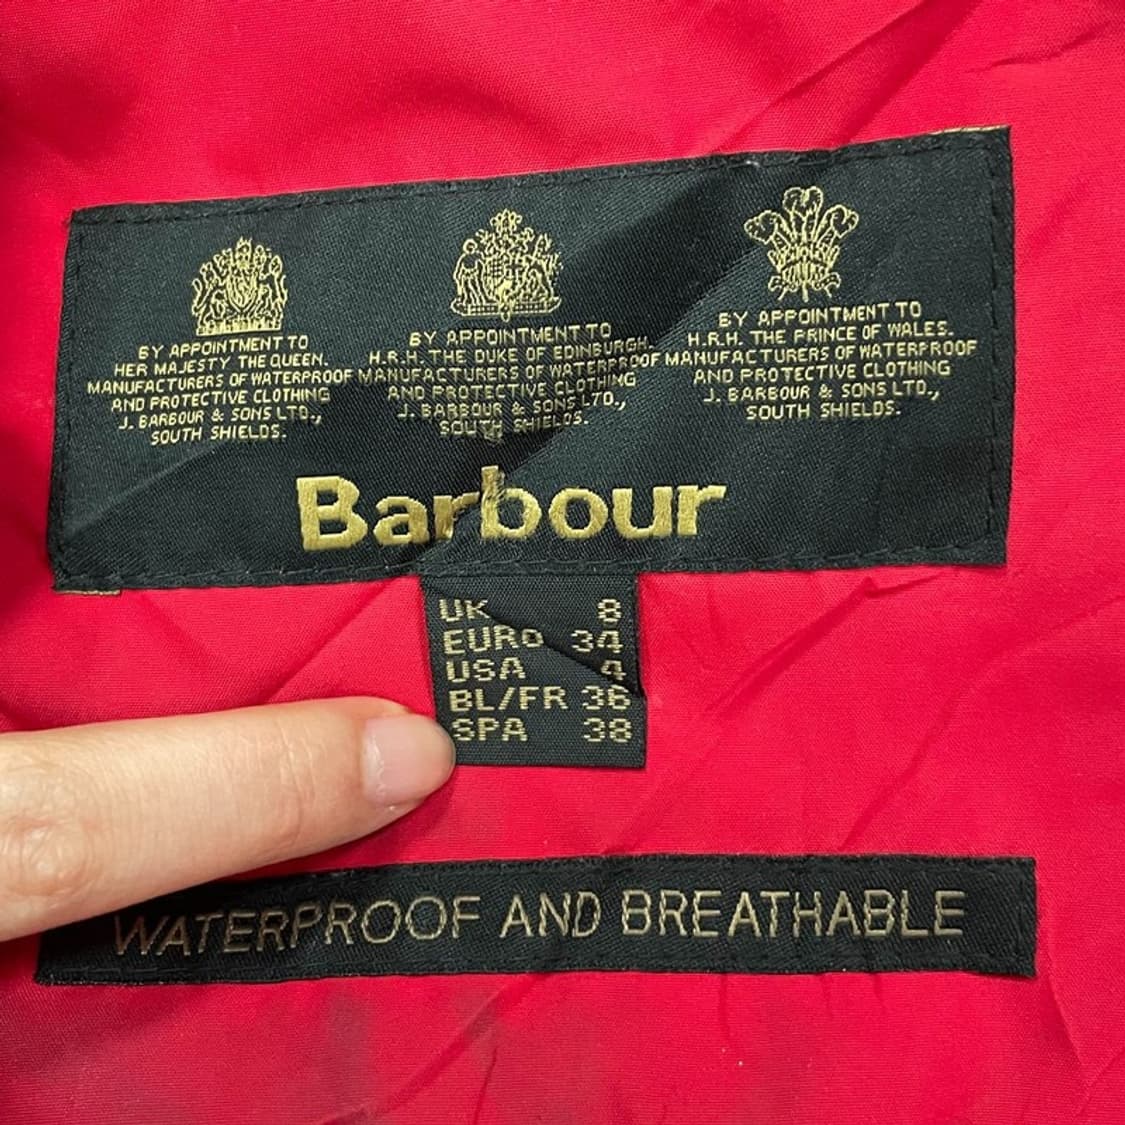 BY APPOINTMENT TO
HER MAJESTY THE QUEEN.
MANUFACTURERS OF WATERPROOF
AND PROTECTIVE CLOTHING
J. BARBOUR & SONS LTD.,
SOUTH SHIELDS.
BY APPOINTMENT TO
H.R.H. THE DUKE OF EDINBURGH.
MANUFACTURERS OF WATERPROOF
AND PROTECTIVE CLOTHING
J. BARBOUR & SONS LTD.,
SOUTH SHIELDS.
BY APPOINTMENT TO
H.R.H. THE PRINCE OF WALES.
MANUFACTURERS OF WATERPROOF
AND PROTECTIVE CLOTHING
J. BARBOUR & SONS LTD.,
SOUTH SHIELDS.
Barbour
UK 8
EURO 34
USA 4
BL/FR 36
SPA 38
WATERPROOF AND BREATHABLE